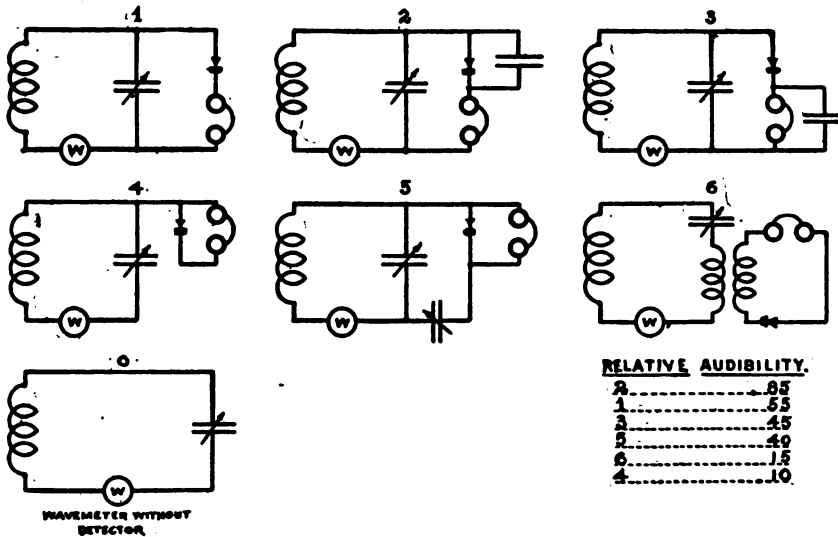 1
2
3
W
W
W
4
5
6
W
W
W
0
W
WAVEMETER WITHOUT
DETECTOR
RELATIVE AUDIBILITY.
2 85
1 55
3 45
5 40
6 15
4 10